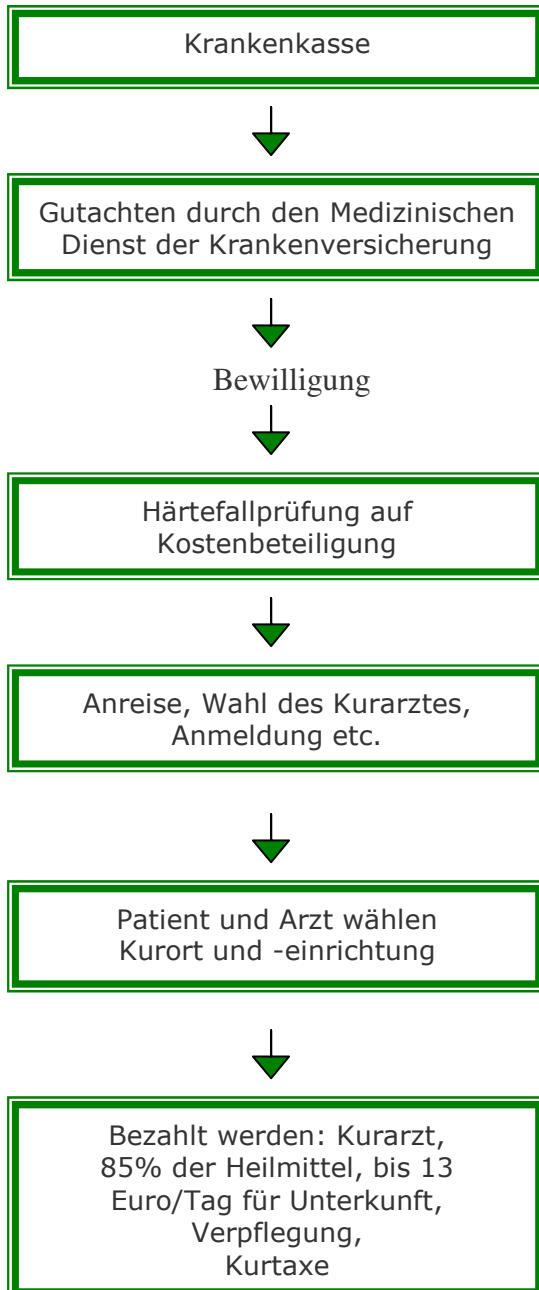 Krankenkasse
Gutachten durch den Medizinischen
Dienst der Krankenversicherung
Bewilligung
Härtefallprüfung auf
Kostenbeteiligung
Anreise, Wahl des Kurarztes,
Anmeldung etc.
Patient und Arzt wählen
Kurort und -einrichtung
Bezahlt werden: Kurarzt,
85% der Heilmittel, bis 13
Euro/Tag für Unterkunft,
Verpflegung,
Kurtaxe